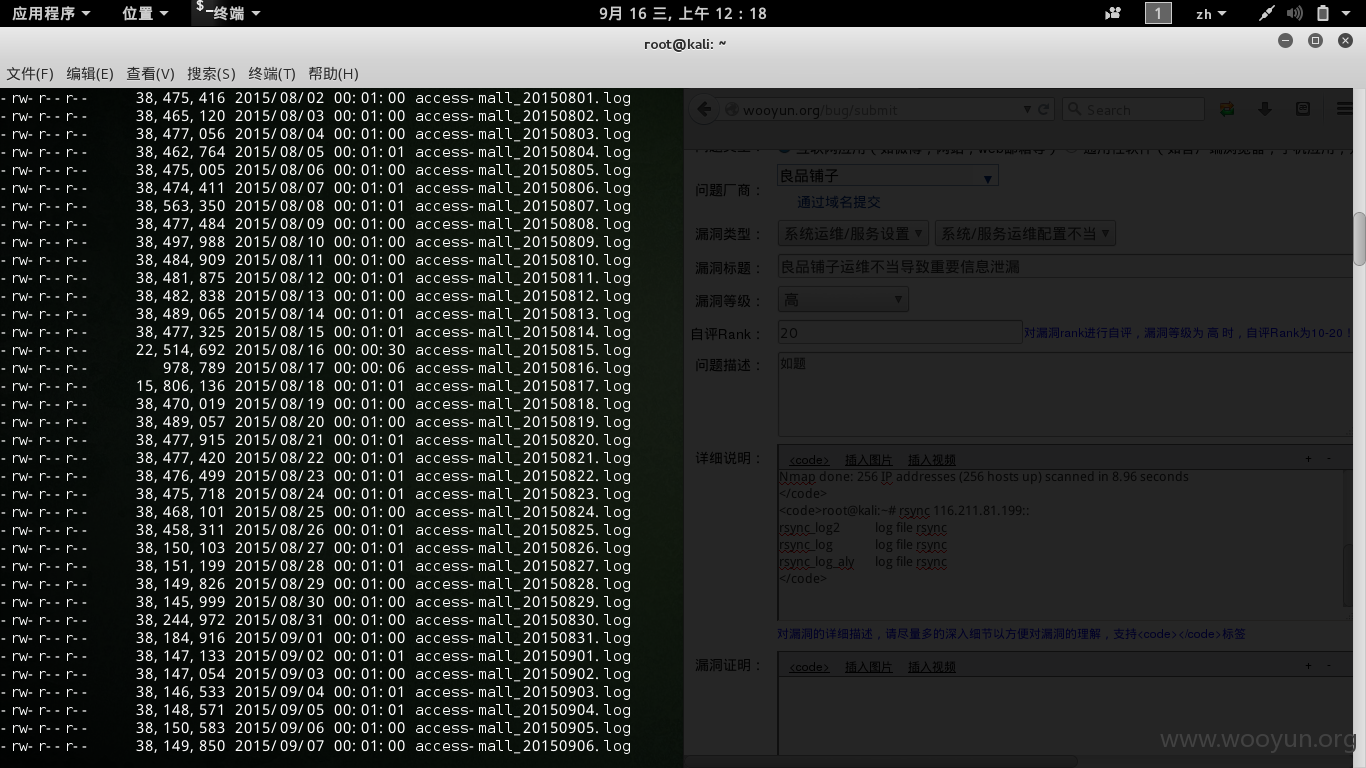 应用程序 位置 终端 9月 16 三, 上午 12：18 1 zh
root@kali: ~
文件(F) 编辑(E) 查看(V) 搜索(S) 终端(T) 帮助(H)
-rw-r--r-- 38,475,416 2015/08/02 00:01:00 access-mall_20150801.log
-rw-r--r-- 38,465,120 2015/08/03 00:01:00 access-mall_20150802.log
-rw-r--r-- 38,477,056 2015/08/04 00:01:00 access-mall_20150803.log
-rw-r--r-- 38,462,764 2015/08/05 00:01:01 access-mall_20150804.log
-rw-r--r-- 38,475,005 2015/08/06 00:01:00 access-mall_20150805.log
-rw-r--r-- 38,474,411 2015/08/07 00:01:01 access-mall_20150806.log
-rw-r--r-- 38,563,350 2015/08/08 00:01:01 access-mall_20150807.log
-rw-r--r-- 38,477,484 2015/08/09 00:01:00 access-mall_20150808.log
-rw-r--r-- 38,497,988 2015/08/10 00:01:00 access-mall_20150809.log
-rw-r--r-- 38,484,909 2015/08/11 00:01:00 access-mall_20150810.log
-rw-r--r-- 38,481,875 2015/08/12 00:01:01 access-mall_20150811.log
-rw-r--r-- 38,482,838 2015/08/13 00:01:00 access-mall_20150812.log
-rw-r--r-- 38,489,065 2015/08/14 00:01:01 access-mall_20150813.log
-rw-r--r-- 38,477,325 2015/08/15 00:01:01 access-mall_20150814.log
-rw-r--r-- 22,514,692 2015/08/16 00:00:30 access-mall_20150815.log
-rw-r--r-- 978,789 2015/08/17 00:00:06 access-mall_20150816.log
-rw-r--r-- 15,806,136 2015/08/18 00:01:01 access-mall_20150817.log
-rw-r--r-- 38,470,019 2015/08/19 00:01:00 access-mall_20150818.log
-rw-r--r-- 38,489,057 2015/08/20 00:01:00 access-mall_20150819.log
-rw-r--r-- 38,477,915 2015/08/21 00:01:01 access-mall_20150820.log
-rw-r--r-- 38,477,420 2015/08/22 00:01:01 access-mall_20150821.log
-rw-r--r-- 38,476,499 2015/08/23 00:01:01 access-mall_20150822.log
-rw-r--r-- 38,475,718 2015/08/24 00:01:01 access-mall_20150823.log
-rw-r--r-- 38,468,101 2015/08/25 00:01:00 access-mall_20150824.log
-rw-r--r-- 38,458,311 2015/08/26 00:01:01 access-mall_20150825.log
-rw-r--r-- 38,150,103 2015/08/27 00:01:01 access-mall_20150826.log
-rw-r--r-- 38,151,199 2015/08/28 00:01:01 access-mall_20150827.log
-rw-r--r-- 38,149,826 2015/08/29 00:01:00 access-mall_20150828.log
-rw-r--r-- 38,145,999 2015/08/30 00:01:00 access-mall_20150829.log
-rw-r--r-- 38,244,972 2015/08/31 00:01:00 access-mall_20150830.log
-rw-r--r-- 38,184,916 2015/09/01 00:01:01 access-mall_20150831.log
-rw-r--r-- 38,147,133 2015/09/02 00:01:01 access-mall_20150901.log
-rw-r--r-- 38,147,054 2015/09/03 00:01:00 access-mall_20150902.log
-rw-r--r-- 38,146,533 2015/09/04 00:01:01 access-mall_20150903.log
-rw-r--r-- 38,148,571 2015/09/05 00:01:01 access-mall_20150904.log
-rw-r--r-- 38,150,583 2015/09/06 00:01:00 access-mall_20150905.log
-rw-r--r-- 38,149,850 2015/09/07 00:01:00 access-mall_20150906.log
wooyun.org/bug/submit Search
问题厂商： 良品铺子
通过域名提交
漏洞类型： 系统运维/服务设置 系统/服务运维配置不当
漏洞标题： 良品铺子运维不当导致重要信息泄漏
漏洞等级： 高
自评Rank： 20 对漏洞rank进行自评，漏洞等级为 高 时，自评Rank为10-20！
问题描述： 如题
详细说明： <code> 插入图片 插入视频 + -
Nmap done: 256 IP addresses (256 hosts up) scanned in 8.96 seconds
</code>
<code>root@kali:~# rsync 116.211.81.199::
rsync_log2 log file rsync
rsync_log log file rsync
rsync_log_aly log file rsync
</code>
对漏洞的详细描述，请尽量多的深入细节以方便对漏洞的理解，支持<code></code>标签
漏洞证明： <code> 插入图片 插入视频 + -
www.wooyun.org